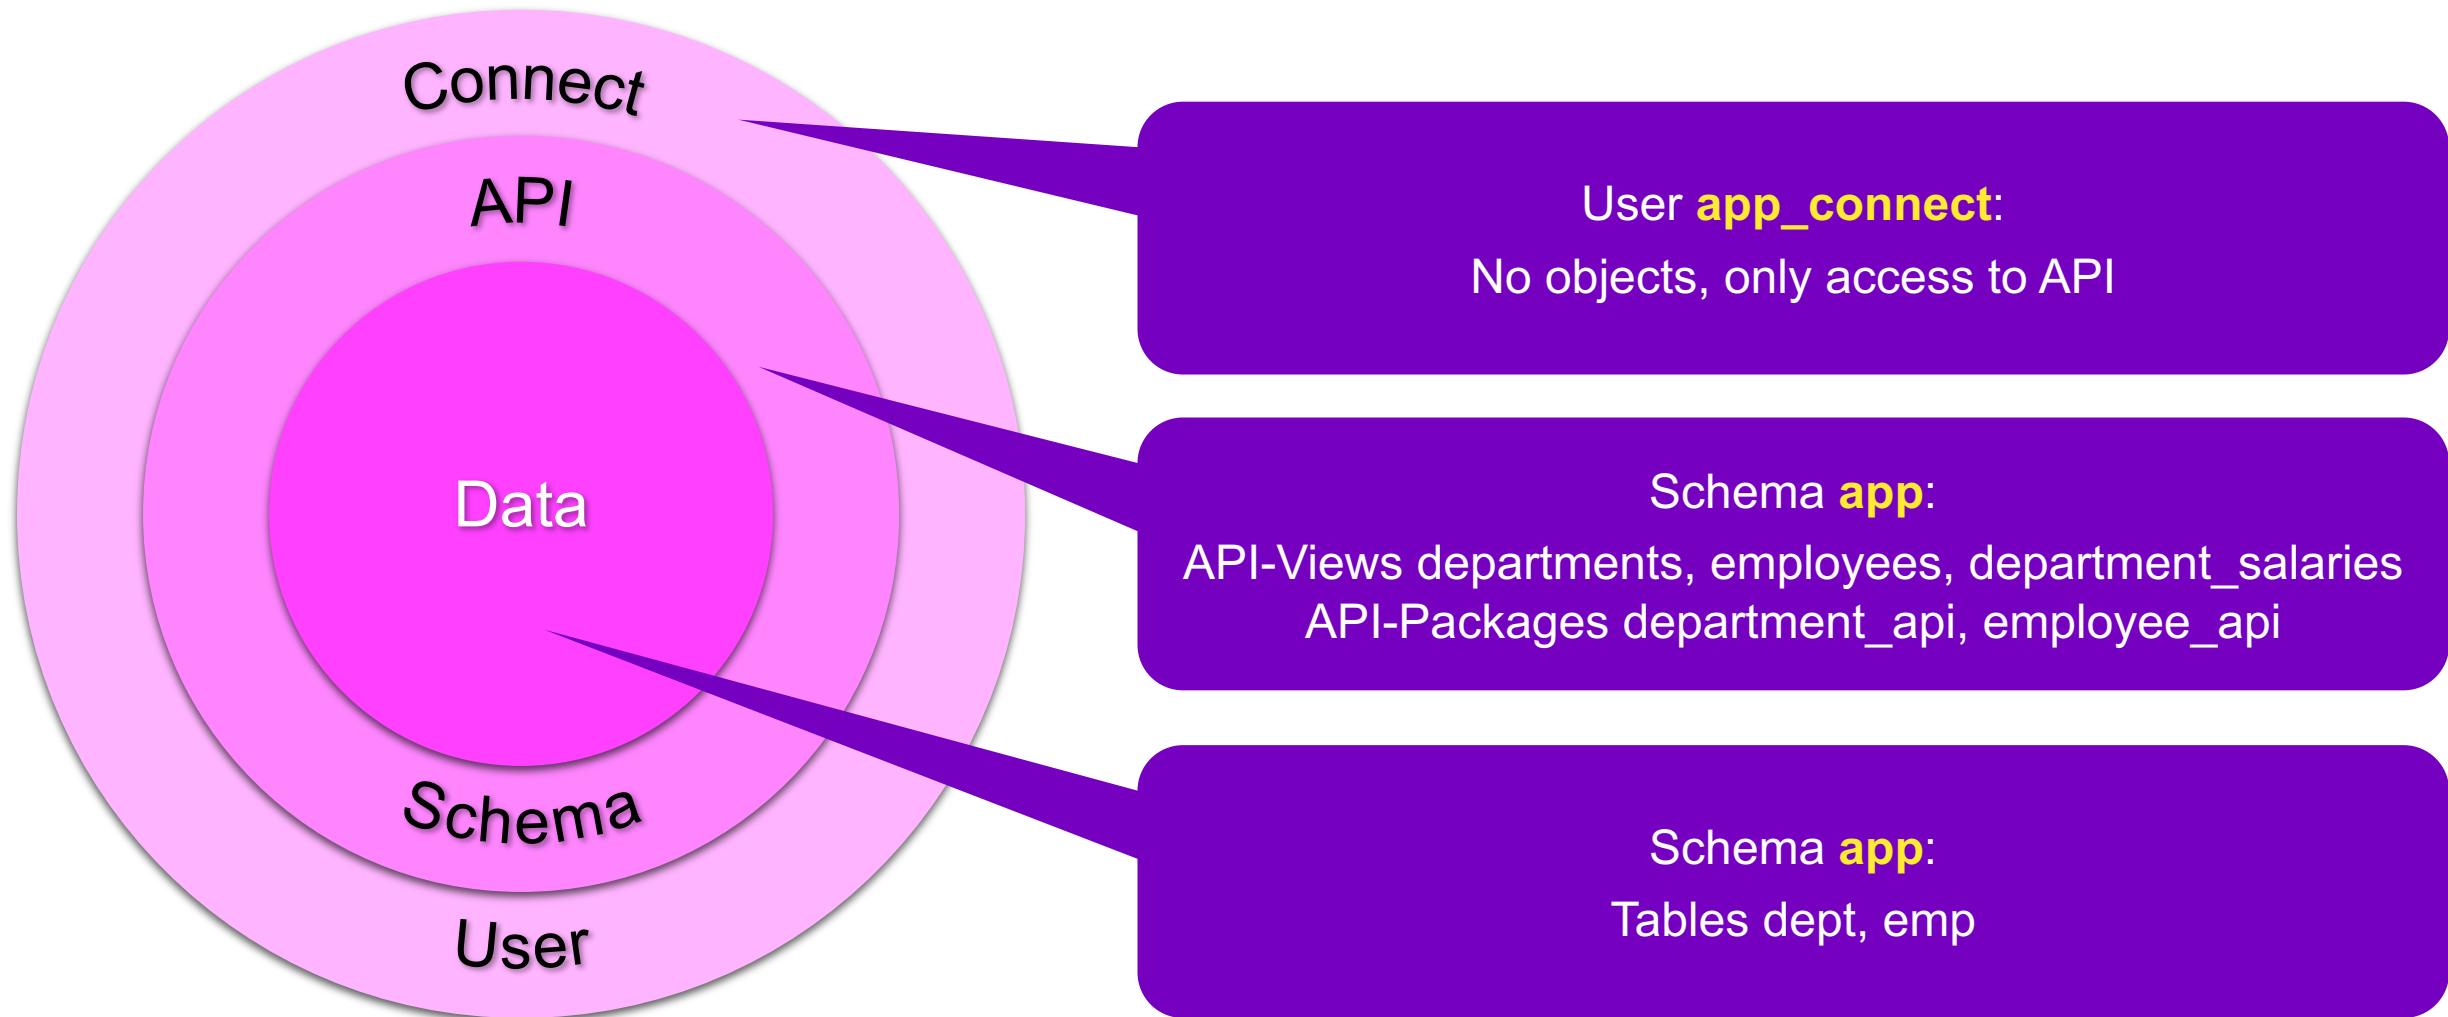 Connect
API
Data
Schema
User
User app_connect:
No objects, only access to API
Schema app:
API-Views departments, employees, department_salaries
API-Packages department_api, employee_api
Schema app:
Tables dept, emp